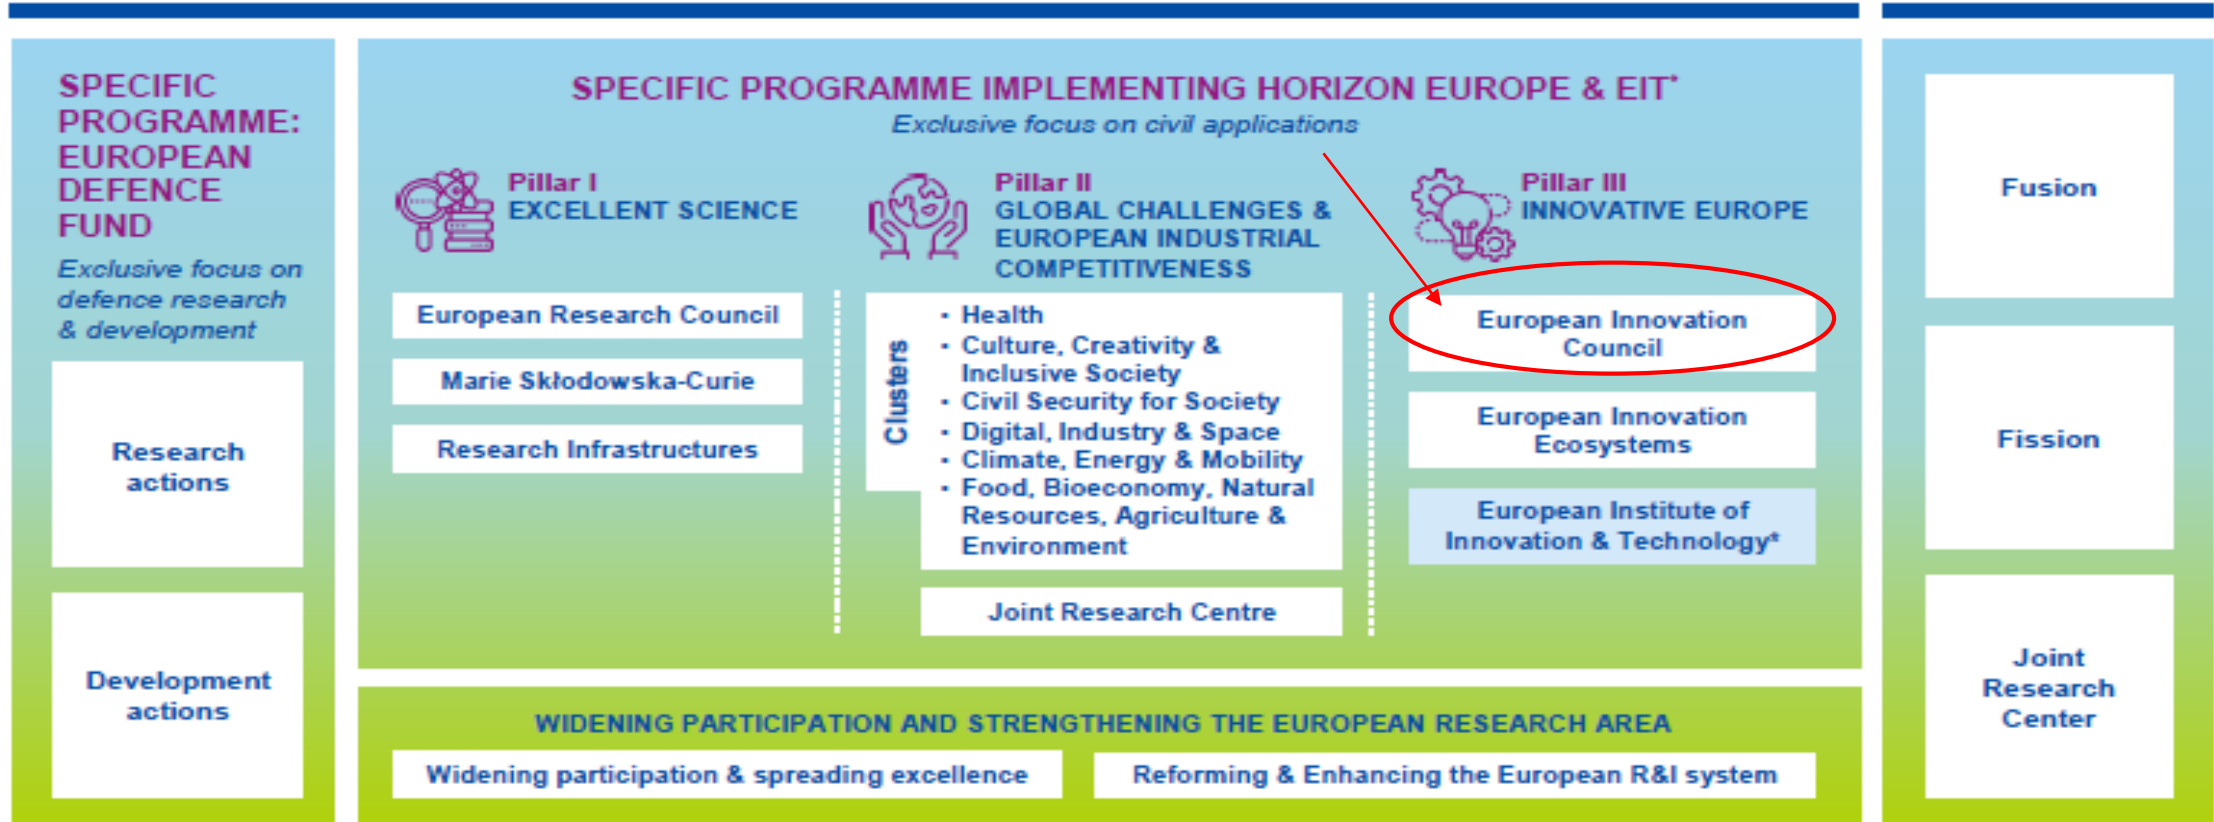 SPECIFIC
PROGRAMME:
EUROPEAN
DEFENCE
FUND
Exclusive focus on
defence research
& development
Research
actions
Development
actions
SPECIFIC PROGRAMME IMPLEMENTING HORIZON EUROPE & EIT*
Exclusive focus on civil applications
Pillar I
EXCELLENT SCIENCE
European Research Council
Marie Skłodowska-Curie
Research Infrastructures
Pillar II
GLOBAL CHALLENGES &
EUROPEAN INDUSTRIAL
COMPETITIVENESS
Clusters
• Health
• Culture, Creativity &
Inclusive Society
• Civil Security for Society
• Digital, Industry & Space
• Climate, Energy & Mobility
• Food, Bioeconomy, Natural
Resources, Agriculture &
Environment
Joint Research Centre
Pillar III
INNOVATIVE EUROPE
European Innovation
Council
European Innovation
Ecosystems
European Institute of
Innovation & Technology*
WIDENING PARTICIPATION AND STRENGTHENING THE EUROPEAN RESEARCH AREA
Widening participation & spreading excellence
Reforming & Enhancing the European R&I system
Fusion
Fission
Joint
Research
Center